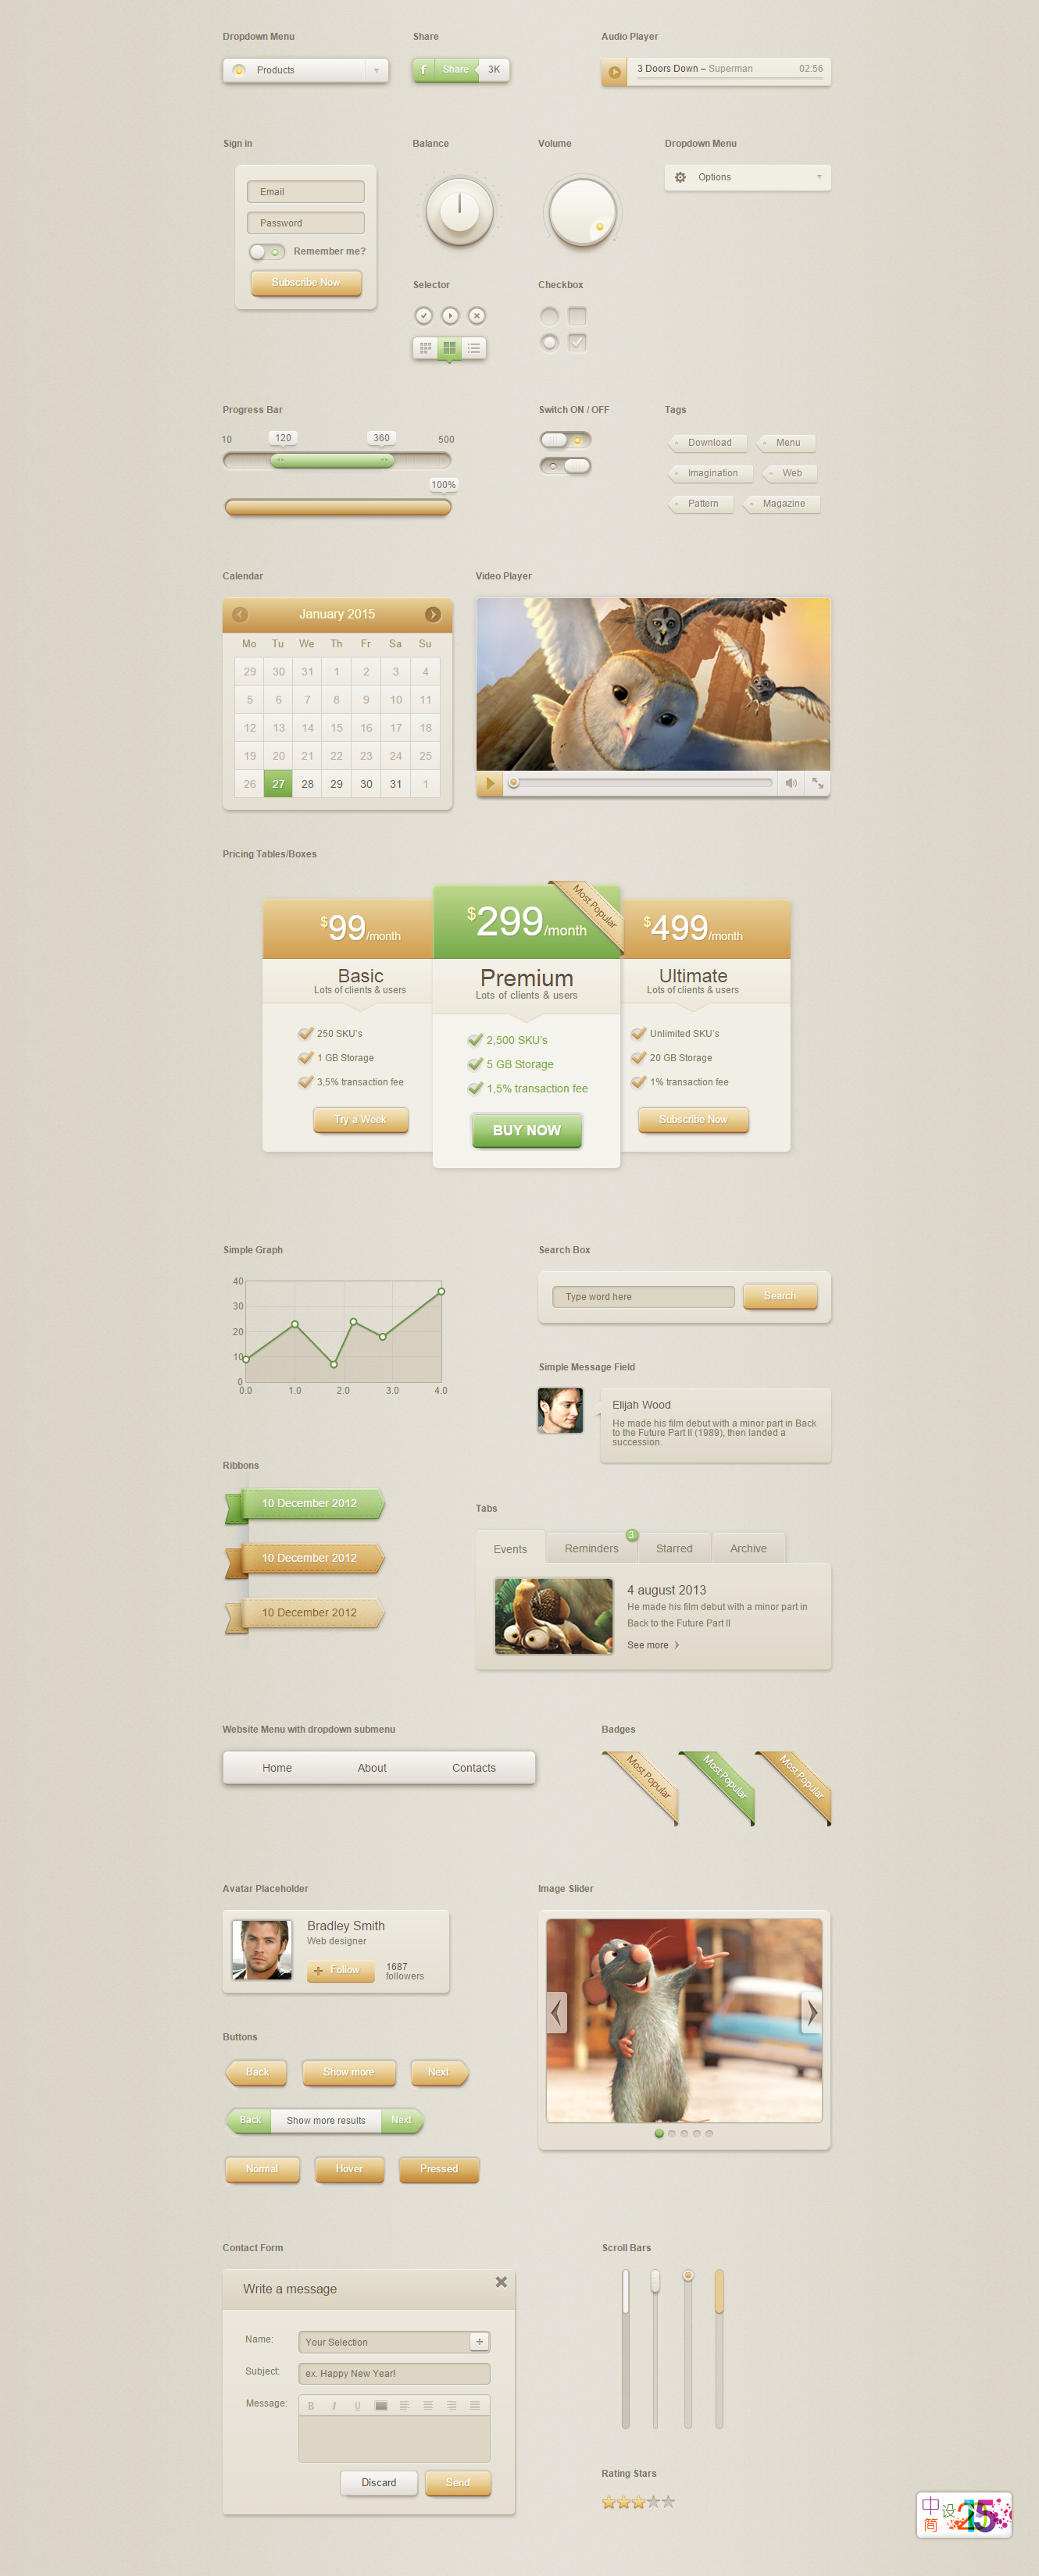 Dropdown Menu
Share
Audio Player
Products
f Share 3K
3 Doors Down – Superman 02:56
Sign in
Balance
Volume
Dropdown Menu
Email
Password
Remember me?
Subscribe Now
Options
Selector
Checkbox
Progress Bar
Switch ON / OFF
Tags
10 120 360 500
100%
Download
Menu
Imagination
Web
Pattern
Magazine
Calendar
Video Player
January 2015
Mo Tu We Th Fr Sa Su
29 30 31 1 2 3 4
5 6 7 8 9 10 11
12 13 14 15 16 17 18
19 20 21 22 23 24 25
26 27 28 29 30 31 1
Pricing Tables/Boxes
$99/month
Basic
Lots of clients & users
250 SKU's
1 GB Storage
3,5% transaction fee
Try a Week
$299/month
Most Popular
Premium
Lots of clients & users
2,500 SKU's
5 GB Storage
1,5% transaction fee
BUY NOW
$499/month
Ultimate
Lots of clients & users
Unlimited SKU's
20 GB Storage
1% transaction fee
Subscribe Now
Simple Graph
40
30
20
10
0
0.0 1.0 2.0 3.0 4.0
Search Box
Type word here
Search
Simple Message Field
Elijah Wood
He made his film debut with a minor part in Back
to the Future Part II (1989), then landed a
succession.
Ribbons
10 December 2012
10 December 2012
10 December 2012
Tabs
Events
Reminders 3
Starred
Archive
4 august 2013
He made his film debut with a minor part in
Back to the Future Part II
See more
Website Menu with dropdown submenu
Home
About
Contacts
Badges
Most Popular
Most Popular
Most Popular
Avatar Placeholder
Bradley Smith
Web designer
Follow
1687
followers
Image Slider
Buttons
Back
Show more
Next
Back
Show more results
Next
Normal
Hover
Pressed
Contact Form
Write a message
Name:
Your Selection
Subject:
ex. Happy New Year!
Message:
B I U
Discard
Send
Scroll Bars
Rating Stars
中
简
设
25